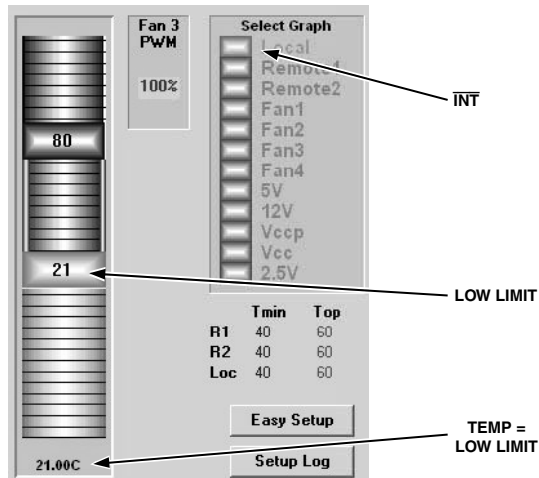 Fan 3
PWM
100%
Select Graph
Local
Remote1
Remote2
Fan1
Fan2
Fan3
Fan4
5V
12V
Vccp
Vcc
2.5V
INT
80
21
LOW LIMIT
Tmin Top
R1 40 60
R2 40 60
Loc 40 60
Easy Setup
Setup Log
21.00C
TEMP =
LOW LIMIT